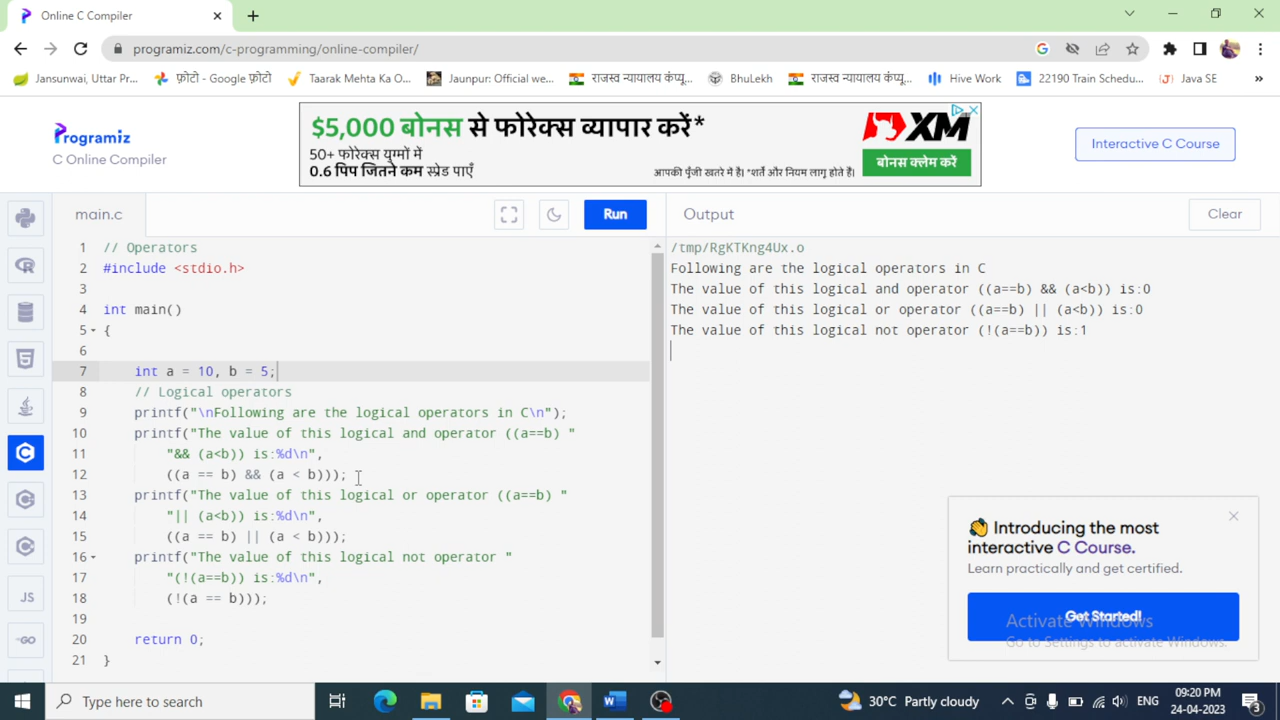 Online C Compiler
programiz.com/c-programming/online-compiler/
Jansunwai, Uttar Pr...
फ़ोटो - Google फ़ोटो
Taarak Mehta Ka O...
Jaunpur: Official we...
राजस्व न्यायालय कंप्यू...
BhuLekh
राजस्व न्यायालय कंप्यू...
Hive Work
22190 Train Schedu...
Java SE
Programiz
C Online Compiler
$5,000 बोनस से फोरेक्स व्यापार करें*
50+ फोरेक्स युग्मों में
0.6 पिप जितने कम स्प्रेड पाएँ
आपकी पूँजी खतरे में है। *शर्तें और नियम लागू होते हैं।
XM
बोनस क्लेम करें
Interactive C Course
main.c
Run
Output
Clear
1 // Operators
2 #include <stdio.h>
3
4 int main()
5 {
6
7 int a = 10, b = 5;
8 // Logical operators
9 printf("\nFollowing are the logical operators in C\n");
10 printf("The value of this logical and operator ((a==b) "
11 "&& (a<b)) is:%d\n",
12 ((a == b) && (a < b)));
13 printf("The value of this logical or operator ((a==b) "
14 "|| (a<b)) is:%d\n",
15 ((a == b) || (a < b)));
16 printf("The value of this logical not operator "
17 "(!(a==b)) is:%d\n",
18 (!(a == b)));
19
20 return 0;
21 }
/tmp/RgKTKng4Ux.o
Following are the logical operators in C
The value of this logical and operator ((a==b) && (a<b)) is:0
The value of this logical or operator ((a==b) || (a<b)) is:0
The value of this logical not operator (!(a==b)) is:1
JS
GO
Introducing the most
interactive C Course.
Learn practically and get certified.
Get Started!
Activate Windows
Go to Settings to activate Windows.
Type here to search
30°C Partly cloudy
ENG
09:20 PM
24-04-2023
3